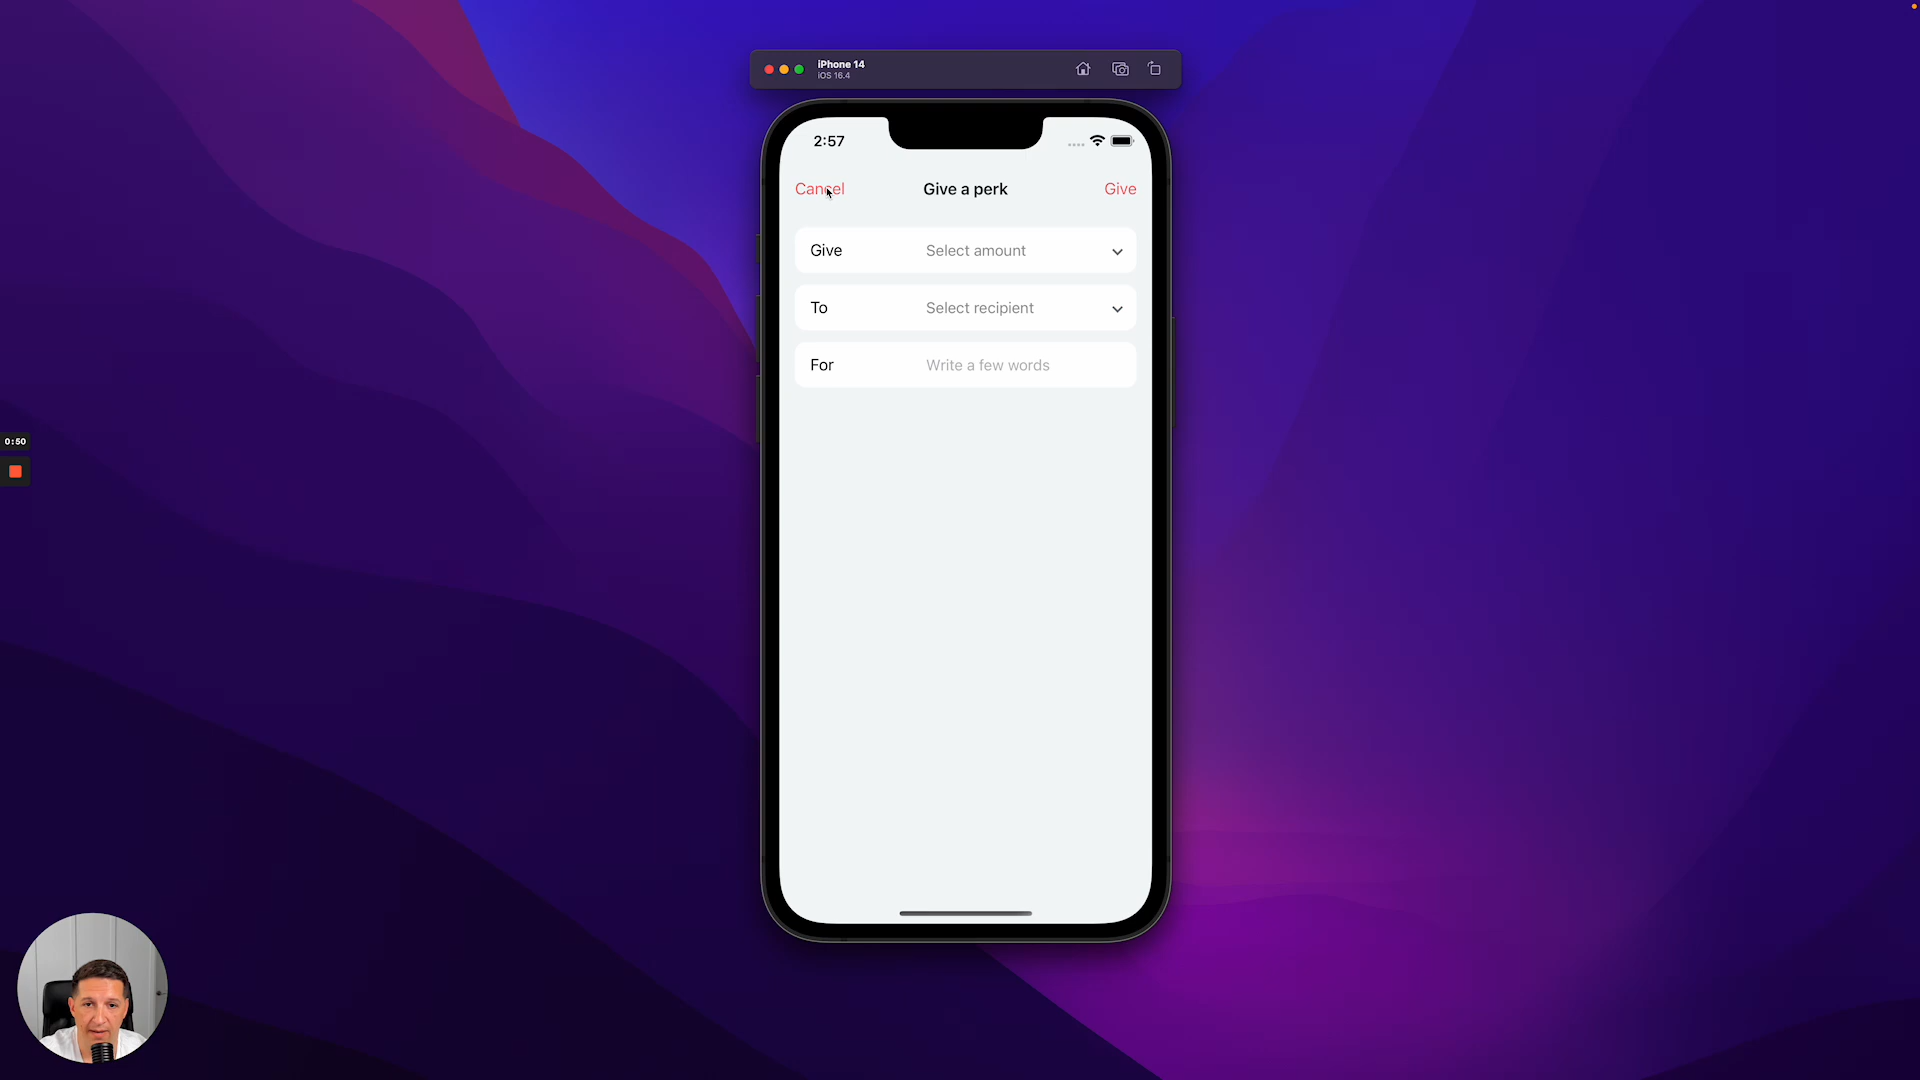 iPhone 14
iOS 16.4
2:57
Cancel
Give a perk
Give
Give
Select amount
To
Select recipient
For
Write a few words
0:50